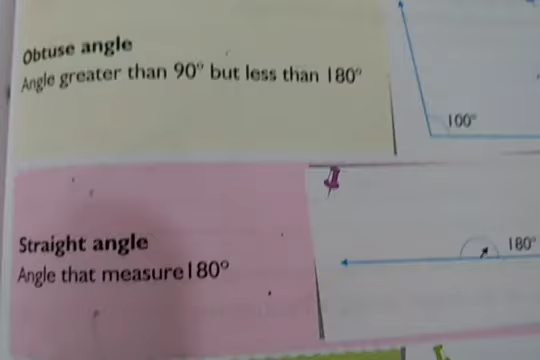 Obtuse angle
Angle greater than 90° but less than 180°
100°
Straight angle
Angle that measure180°
180°